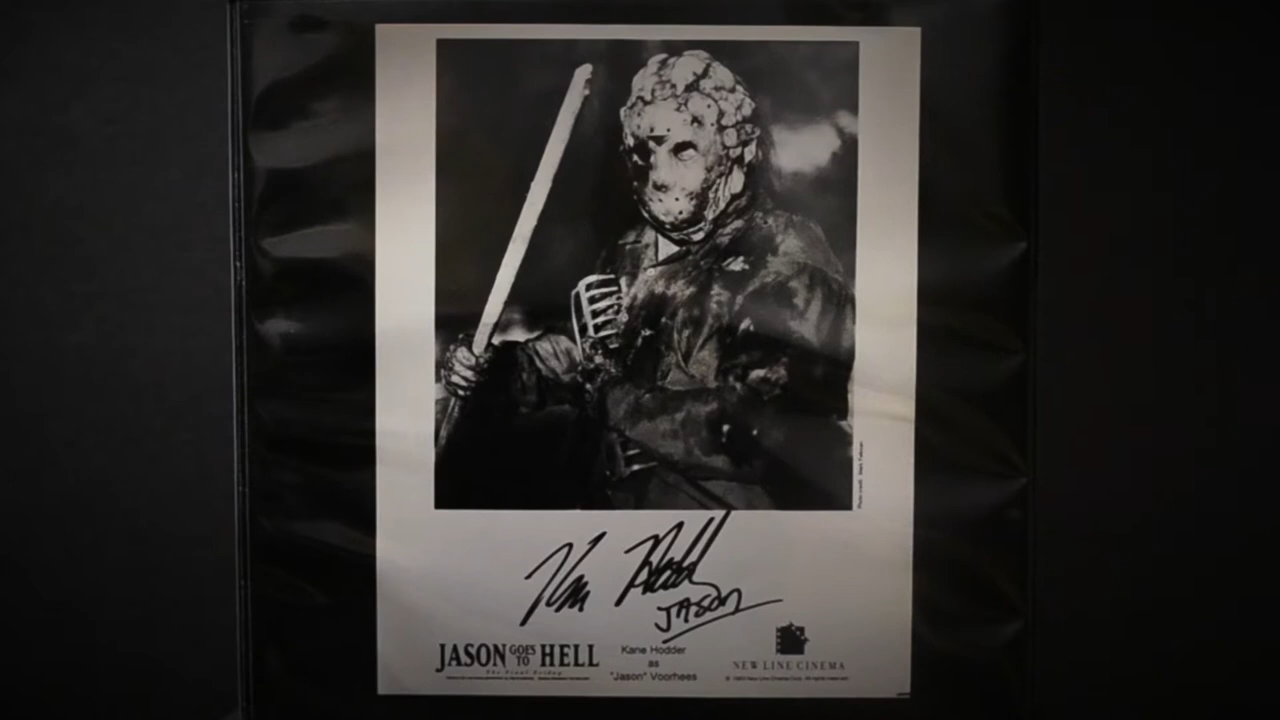 Kane Hodder
JASON
JASON GOES TO HELL
The Final Friday
Kane Hodder
as
"Jason" Voorhees
NEW LINE CINEMA